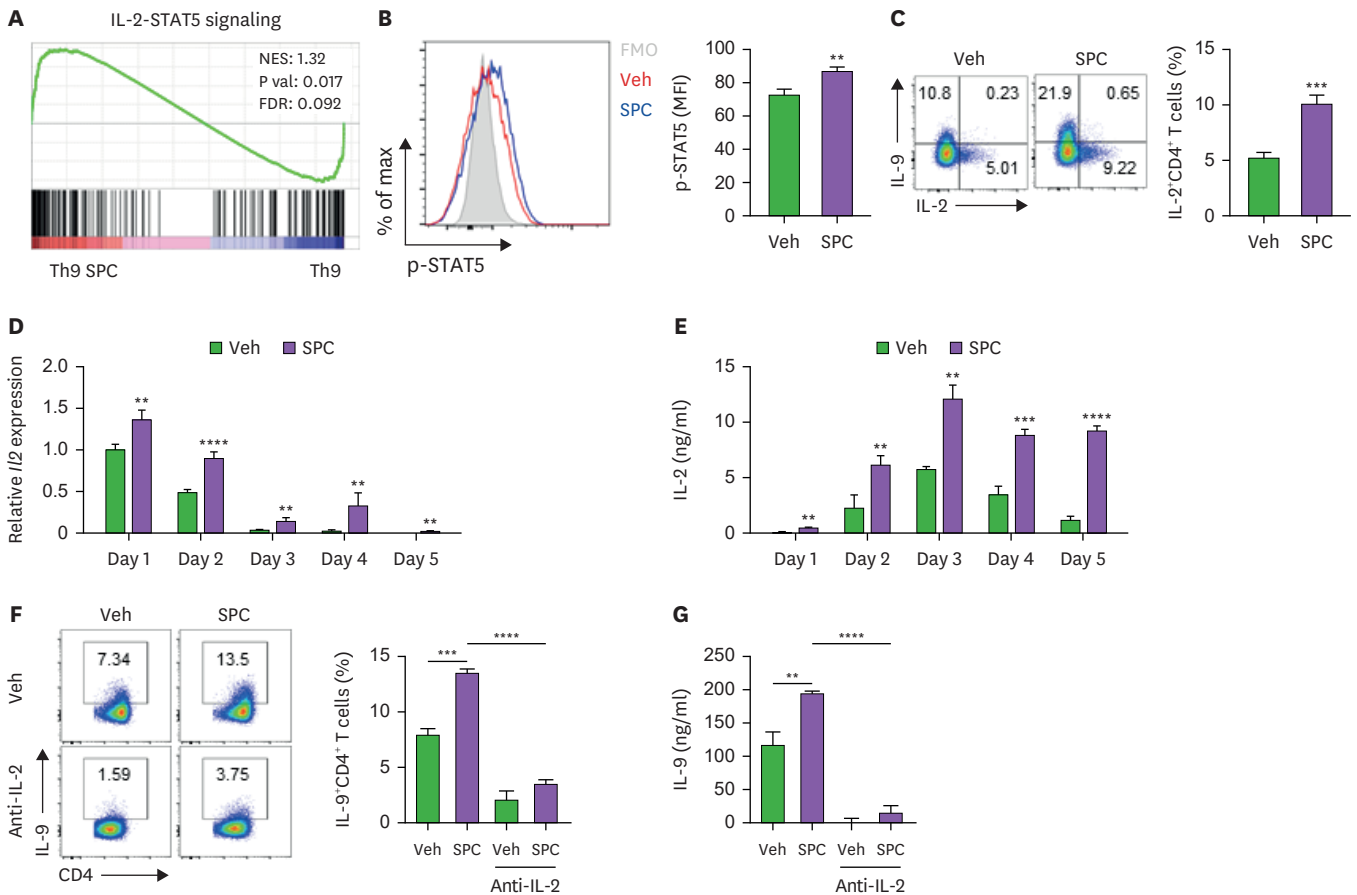 A
IL-2-STAT5 signaling
NES: 1.32
P val: 0.017
FDR: 0.092
Th9 SPC
Th9
B
FMO
Veh
SPC
% of max
p-STAT5
p-STAT5 (MFI)
100
80
60
40
20
0
**
Veh
SPC
C
Veh
SPC
10.8
0.23
5.01
21.9
0.65
9.22
IL-9
IL-2
IL-2⁺CD4⁺ T cells (%)
15
10
5
0
***
Veh
SPC
D
Veh
SPC
Relative Il2 expression
2.0
1.5
1.0
0.5
0
**
****
**
**
**
Day 1
Day 2
Day 3
Day 4
Day 5
E
Veh
SPC
IL-2 (ng/ml)
15
10
5
0
**
**
**
***
****
Day 1
Day 2
Day 3
Day 4
Day 5
F
Veh
SPC
Veh
7.34
13.5
Anti-IL-2
1.59
3.75
IL-9
CD4
IL-9⁺CD4⁺ T cells (%)
15
10
5
0
***
****
Veh
SPC
Veh
SPC
Anti-IL-2
G
IL-9 (ng/ml)
250
200
150
100
50
0
**
****
Veh
SPC
Veh
SPC
Anti-IL-2